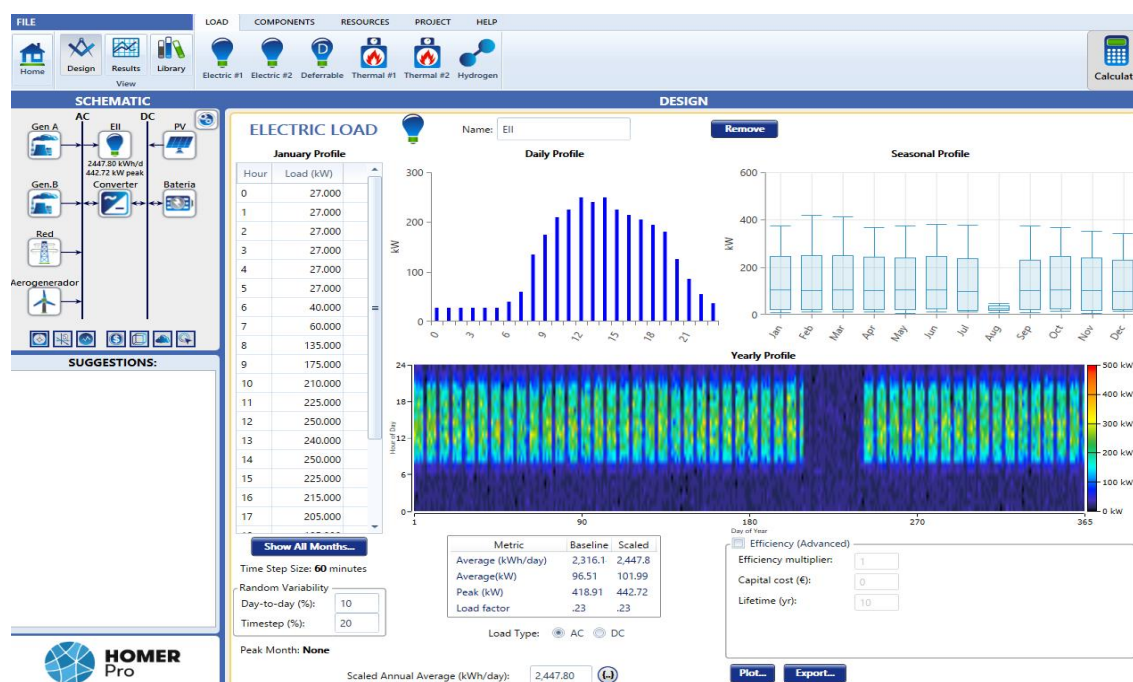 FILE
LOAD COMPONENTS RESOURCES PROJECT HELP
Home Design Results Library Electric #1 Electric #2 Deferrable Thermal #1 Thermal #2 Hydrogen
View
Calculat
SCHEMATIC
DESIGN
AC DC
Gen A EII PV
2447.80 kWh/d
442.72 kW peak
Gen.B Converter Bateria
Red
Aerogenerador
SUGGESTIONS:
HOMER
Pro
ELECTRIC LOAD
Name: EII
Remove
January Profile
Hour Load (kW)
0 27.000
1 27.000
2 27.000
3 27.000
4 27.000
5 27.000
6 40.000
7 60.000
8 135.000
9 175.000
10 210.000
11 225.000
12 250.000
13 240.000
14 250.000
15 225.000
16 215.000
17 205.000
Show All Months...
Time Step Size: 60 minutes
Random Variability
Day-to-day (%): 10
Timestep (%): 20
Peak Month: None
Daily Profile
kW
300
200
100
0
0 3 6 9 12 15 18 21
Seasonal Profile
kW
600
400
200
0
Jan Feb Mar Apr May Jun Jul Aug Sep Oct Nov Dec
Yearly Profile
Hour of Day
24
18
12
6
0
1 90 180 270 365
Day of Year
500 kW
400 kW
300 kW
200 kW
100 kW
0 kW
Metric Baseline Scaled
Average (kWh/day) 2,316.1 2,447.8
Average(kW) 96.51 101.99
Peak (kW) 418.91 442.72
Load factor .23 .23
Load Type: AC DC
Scaled Annual Average (kWh/day): 2,447.80 {..}
Efficiency (Advanced)
Efficiency multiplier: 1
Capital cost (€): 0
Lifetime (yr): 10
Plot... Export...